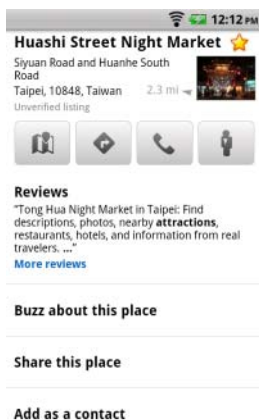 12:12 PM
Huashi Street Night Market
Siyuan Road and Huanhe South
Road
Taipei, 10848, Taiwan 2.3 mi
Unverified listing
Reviews
"Tong Hua Night Market in Taipei: Find
descriptions, photos, nearby attractions,
restaurants, hotels, and information from real
travelers. ..."
More reviews
Buzz about this place
Share this place
Add as a contact